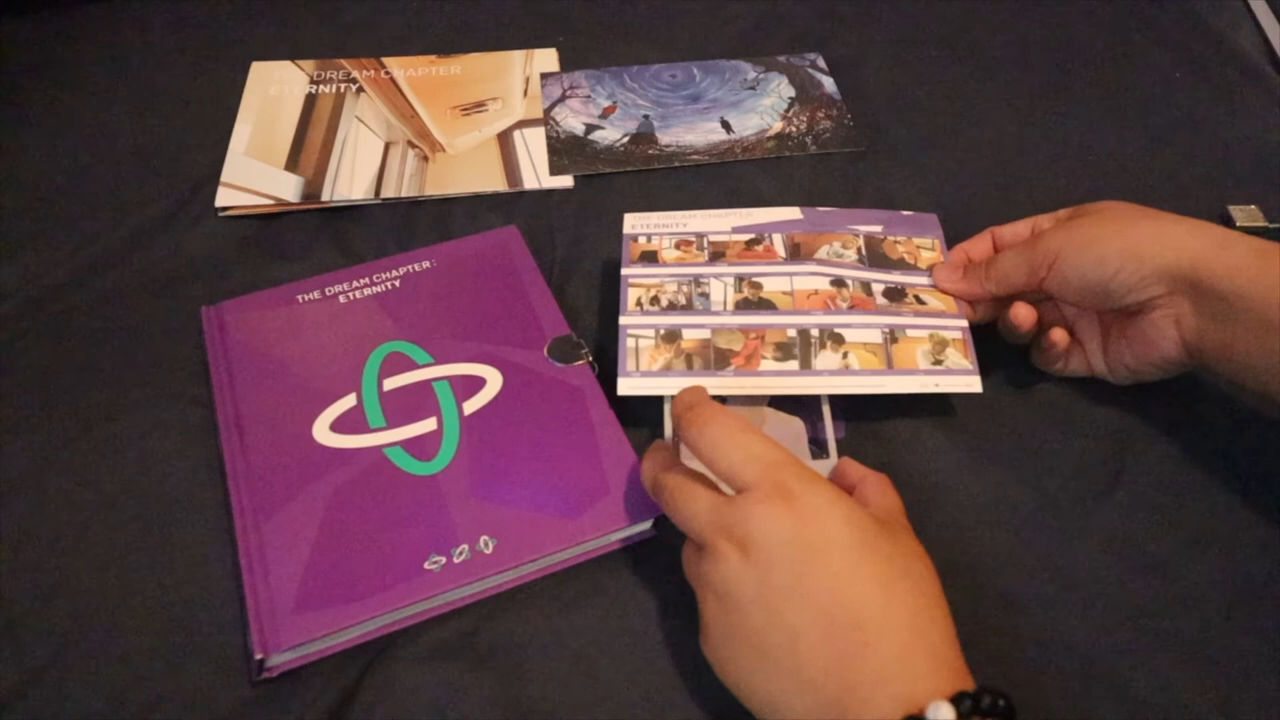 THE DREAM CHAPTER
ETERNITY
THE DREAM CHAPTER
ETERNITY
THE DREAM CHAPTER:
ETERNITY